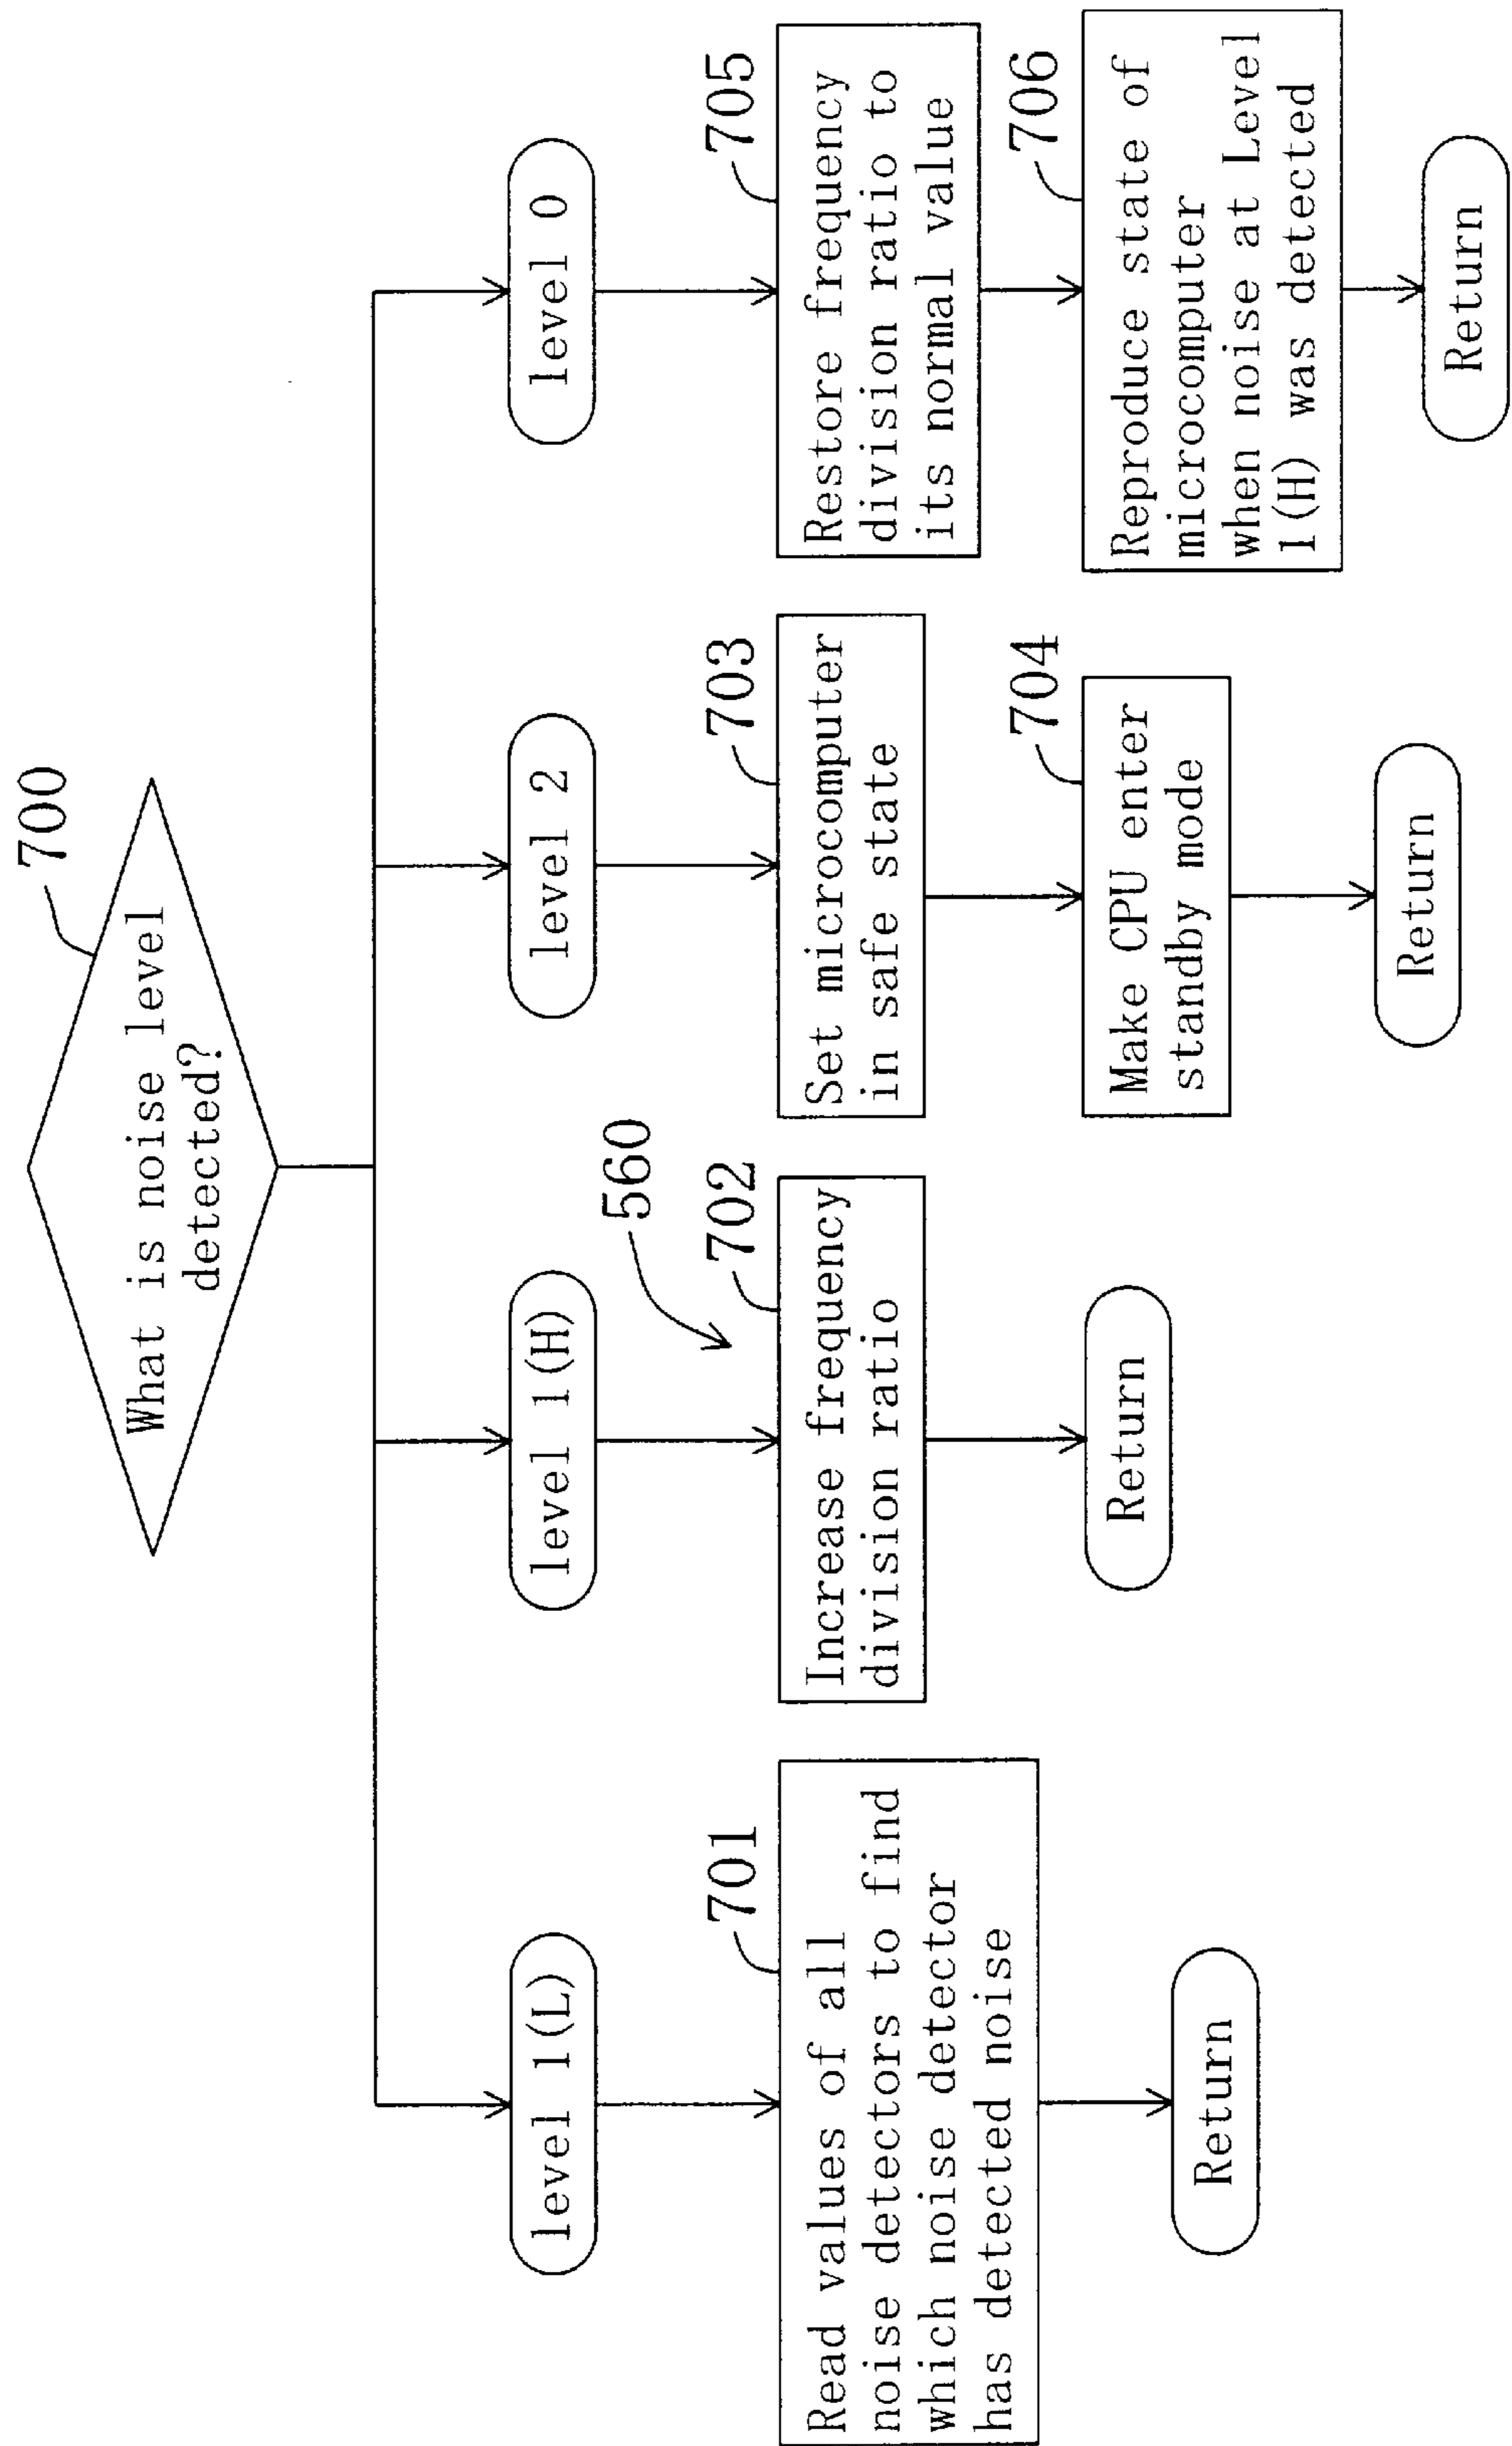 700
What is noise level
detected?
level 1(L)
level 1(H)
level 2
level 0
560
701
Read values of all
noise detectors to find
which noise detector
has detected noise
Return
702
Increase frequency
division ratio
Return
703
Set microcomputer
in safe state
704
Make CPU enter
standby mode
Return
705
Restore frequency
division ratio to
its normal value
706
Reproduce state of
microcomputer
when noise at Level
1(H) was detected
Return